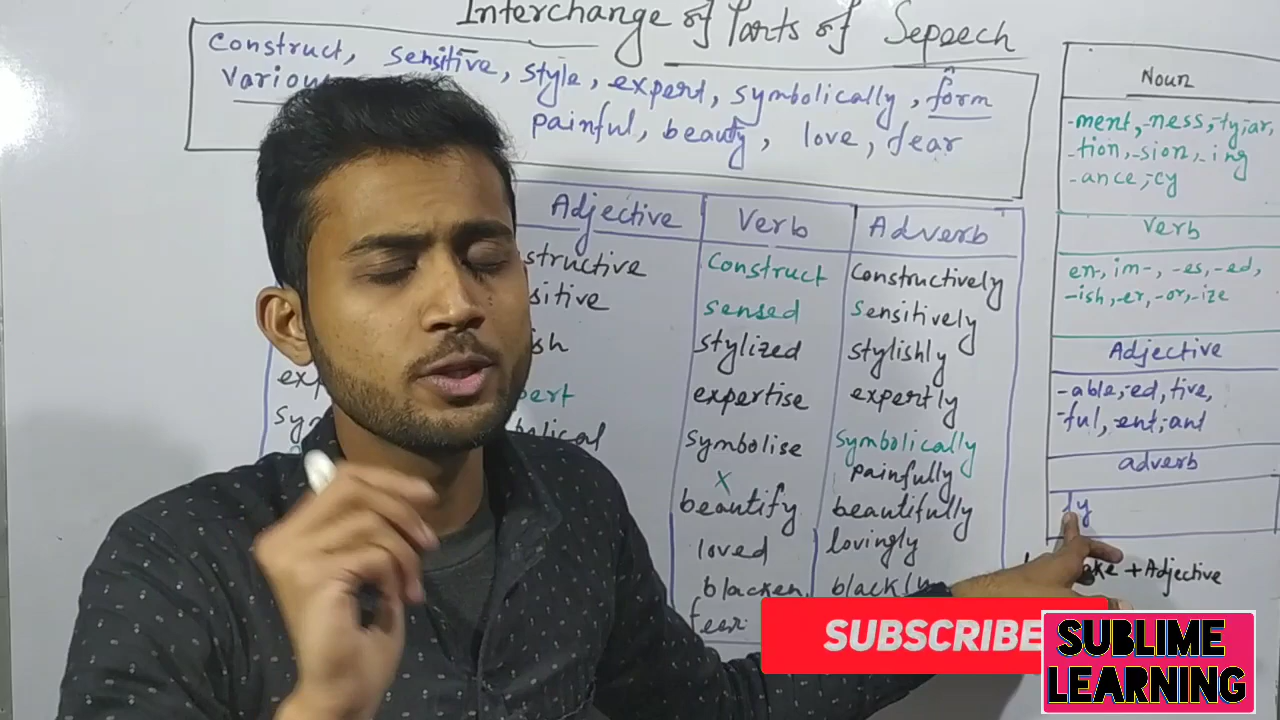 Interchange of Parts of Sepeech
Construct, sensitive, style, expert, symbolically, form
painful, beauty, love, fear
Adjective Verb Adverb
structive Construct Constructively
sitive sensed Sensitively
ish stylized stylishly
exp pert expertise expertly
sym bolical symbolise symbolically
x painfully
beautify beautifully
loved lovingly
blacken blackly
fear
Noun
-ment, -ness, -ty, -ar,
-tion, -sion, -ing
-ance, -cy
Verb
en-, im-, -es, -ed,
-ish, -er, -or, -ize
Adjective
-able, -ed, tive,
-ful, -ent, -ant
adverb
-ly
+Adjective
SUBSCRIBE
SUBLIME
LEARNING